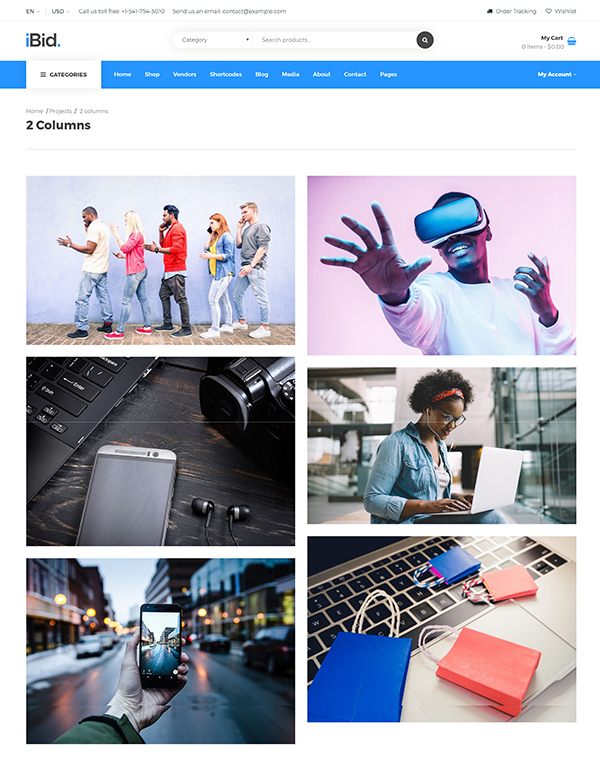 EN USD Call us toll free: +1-541-754-3010 Send us an email: contact@example.com Order Tracking Wishlist
iBid. Category Search products... My Cart
0 Items - $0.00
CATEGORIES Home Shop Vendors Shortcodes Blog Media About Contact Pages My Account
Home / Projects / 2 columns
2 Columns